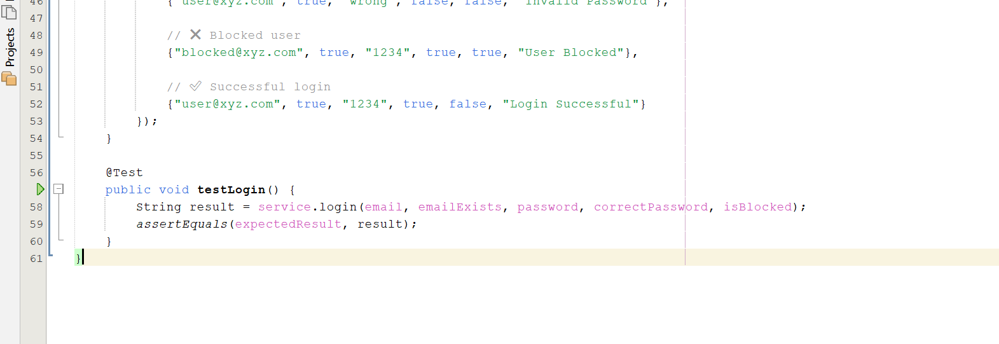 Projects
46 {"user@xyz.com", true, "wrong", false, false, "Invalid Password"},
47
48 // ❌ Blocked user
49 {"blocked@xyz.com", true, "1234", true, true, "User Blocked"},
50
51 // ✅ Successful login
52 {"user@xyz.com", true, "1234", true, false, "Login Successful"}
53 });
54 }
55
56 @Test
public void testLogin() {
58 String result = service.login(email, emailExists, password, correctPassword, isBlocked);
59 assertEquals(expectedResult, result);
60 }
61 }